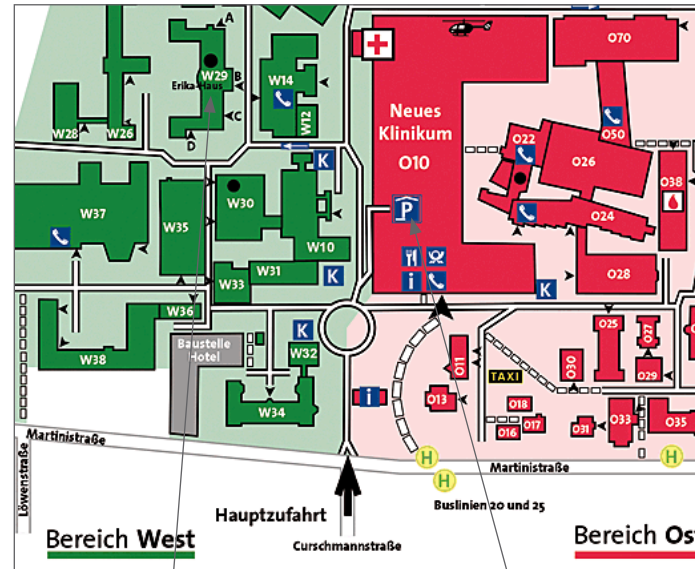 A
O70
W29
B
W14
Erika-Haus
Neues
Klinikum
O10
W28
W26
C
D
W12
O50
O22
O26
K
O38
P
W37
W35
W30
O24
W10
W31
W33
K
i
K
O28
W36
K
Baustelle
Hotel
W38
W32
O25
O27
O11
O30
O29
TAXI
i
O13
W34
O18
O16
O17
O31
O33
O35
Martinistraße
H
H
H
Martinistraße
Löwenstraße
Hauptzufahrt
Buslinien 20 und 25
Curschmannstraße
Bereich West
Bereich Os